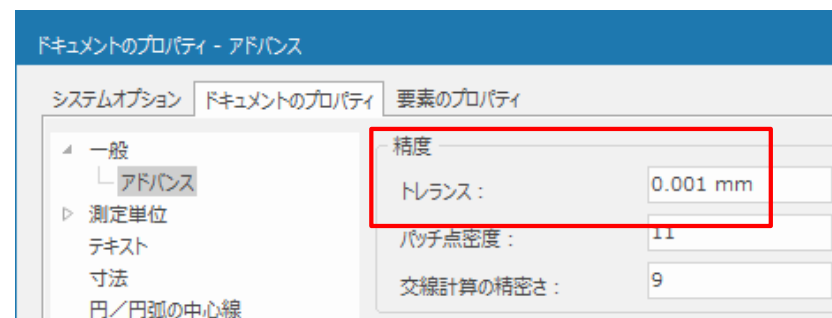 ドキュメントのプロパティ - アドバンス
システムオプション ドキュメントのプロパティ 要素のプロパティ
一般
アドバンス
測定単位
テキスト
寸法
円／円弧の中心線
精度
トレランス： 0.001 mm
パッチ点密度： 11
交線計算の精密さ： 9